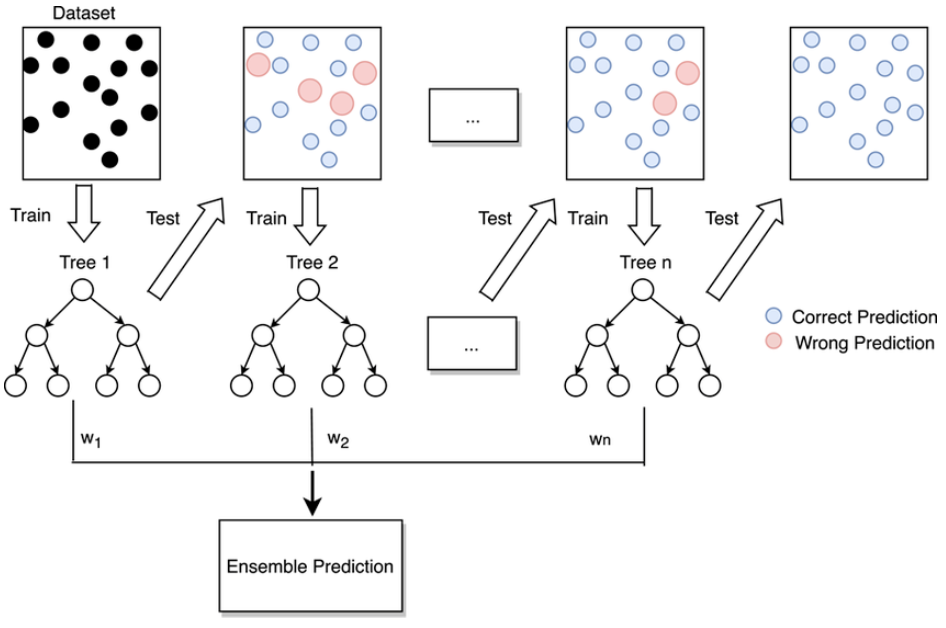 Dataset
...
Train
Test
Train
Test
Train
Test
Tree 1
Tree 2
Tree n
Correct Prediction
Wrong Prediction
...
w1
w2
wn
Ensemble Prediction